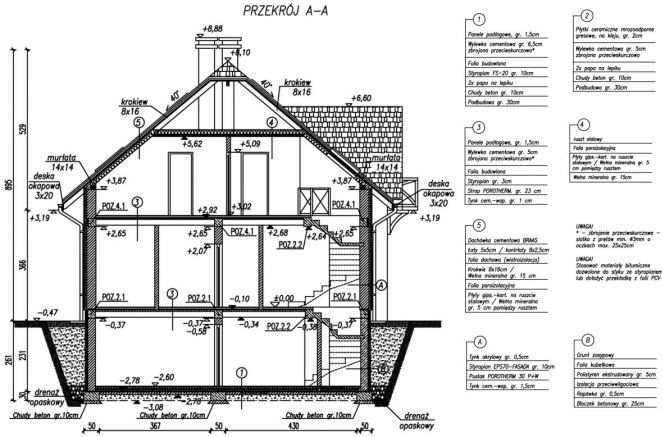 PRZEKRÓJ A-A
+8,88
+8,10
40°
40°
krokiew
8x16
krokiew
8x16
+6,60
5
4
+5,62
+5,09
murłata
14x14
murłata
14x14
+3,87
+3,87
deska
okapowa
3x20
deska
okapowa
3x20
+3,19
+3,19
POZ.4.1
3
+2,92
+3,02
POZ.4.1
+2,65
+2,65
POZ.4.1
+2,68
+2,64
+2,65
+2,07
POZ.2.2
A
POZ.2.1
3
POZ.2.1
-0,10
±0,00
-0,47
-0,47
-0,37
-0,37
-0,34
POZ.2.2
-0,38
-0,37
-0,58
B
-2,78
-2,60
1
-3,08
-2,78
Chudy beton gr.10cm
Chudy beton gr.10cm
Chudy beton gr.10cm
drenaż
opaskowy
drenaż
opaskowy
50
367
50
50
430
50
529
895
366
261
231
30
1
Panele podłogowe, gr. 1,5cm
Wylewka cementowa gr. 6,5cm
zbrojona przeciwskurczowo*
Folia budowlana
Styropian FS-20 gr. 10cm
2x papa na lepiku
Chudy beton gr. 10cm
Podbudowa gr. 30cm
2
Płytki ceramiczne mrozoodporne
gresowe, na kleju, gr. 2cm
Wylewka cementowa gr. 5cm
zbrojona przeciwskurczowo*
2x papa na lepiku
Chudy beton gr. 10cm
Podbudowa gr. 30cm
3
Panele podłogowe, gr. 1,5cm
Wylewka cementowa gr. 5cm
zbrojona przeciwskurczowo*
Folia budowlana
Styropian gr. 3cm
Strop POROTHERM. gr. 23 cm
Tynk cem.-wap. gr. 1 cm
4
ruszt stalowy
Folia paroizolacyjna
Płyty gips.-kart. na ruszcie
stalowym / Wełna mineralna gr. 5
cm pomiędzy rusztem
Wełna mineralna gr. 15cm
5
Dachówka cementowa BRAAS
Łaty 5x5cm / kontrłaty 8x2,5cm
folia dachowa (wiatroizolacja)
Krokwie 8x16cm /
Wełna mineralna gr. 15 cm
Folia paroizolacyjna
Płyty gips.-kart. na ruszcie
stalowym / Wełna mineralna
gr. 5 cm pomiędzy rusztem
UWAGA!
* - zbrojenie przeciwskurczowe -
siatka z prętów min. #3mm o
oczkach max. 25x25cm
UWAGA!
Stosować materiały bitumiczne
dozwolone do styku ze styropianem
lub dołożyć przekładkę z folii PCV
A
Tynk akrylowy gr. 0,5cm
Styropian EPS70-FASADA gr. 10cm
Pustak POROTHERM 30 P+W
Tynk cem.-wap. gr. 1,5cm
B
Grunt zasypowy
Folia kubełkowa
Polistyren ekstrudowany gr. 5cm
Izolacja przeciwwilgociowa
Rapówka gr. 0,5cm
Bloczek betonowy gr. 25cm